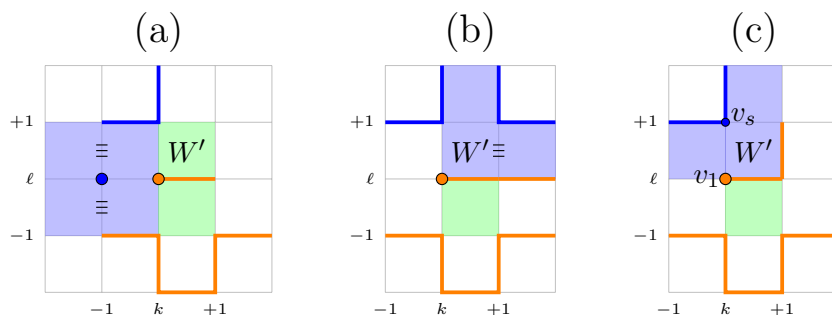 (a) (b) (c)
+1 +1 +1 v_s
W′ W′ W′
ℓ ℓ ℓ v_1
−1 −1 −1
−1 k +1 −1 k +1 −1 k +1